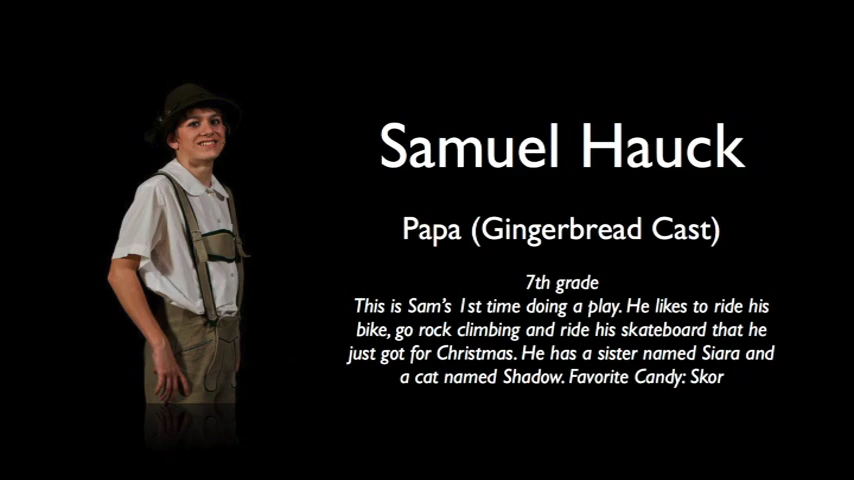 Samuel Hauck
Papa (Gingerbread Cast)
7th grade
This is Sam's 1st time doing a play. He likes to ride his
bike, go rock climbing and ride his skateboard that he
just got for Christmas. He has a sister named Siara and
a cat named Shadow. Favorite Candy: Skor